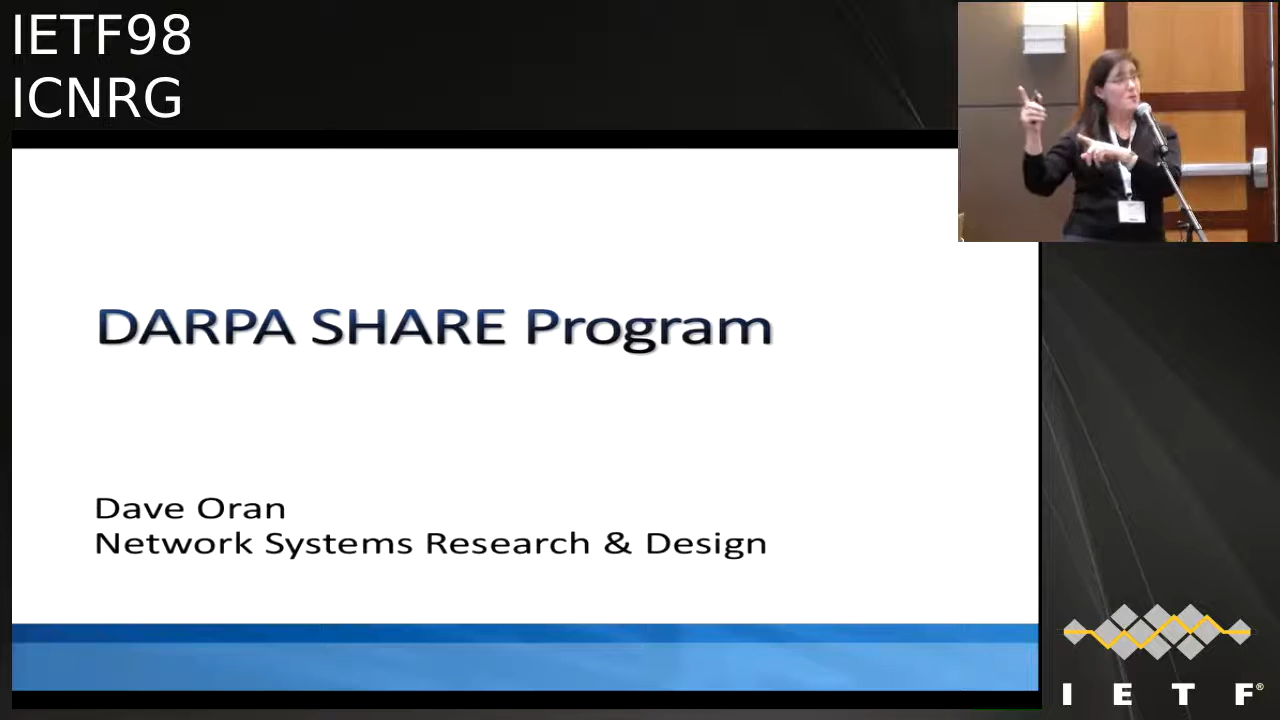 IETF98
ICNRG
DARPA SHARE Program
Dave Oran
Network Systems Research & Design
I E T F®